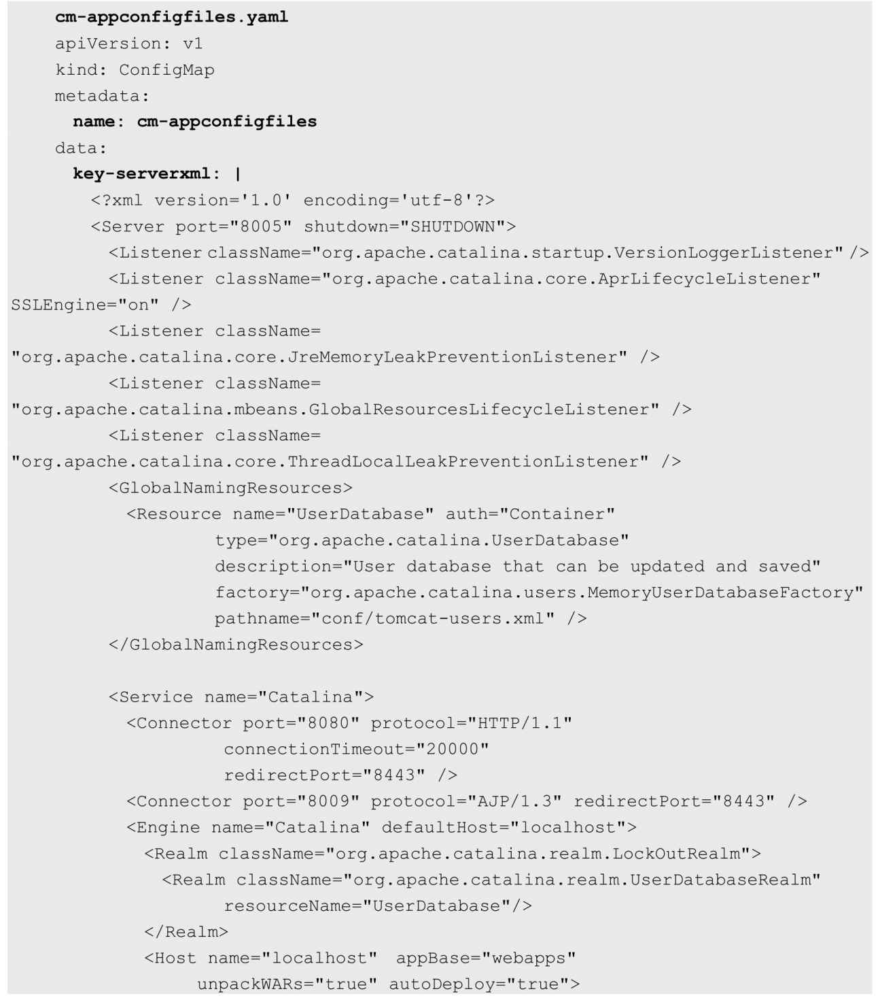 cm-appconfigfiles.yaml
apiVersion: v1
kind: ConfigMap
metadata:
  name: cm-appconfigfiles
data:
  key-serverxml: |
    <?xml version='1.0' encoding='utf-8'?>
    <Server port="8005" shutdown="SHUTDOWN">
      <Listener className="org.apache.catalina.startup.VersionLoggerListener" />
      <Listener className="org.apache.catalina.core.AprLifecycleListener"
SSLEngine="on" />
      <Listener className=
"org.apache.catalina.core.JreMemoryLeakPreventionListener" />
      <Listener className=
"org.apache.catalina.mbeans.GlobalResourcesLifecycleListener" />
      <Listener className=
"org.apache.catalina.core.ThreadLocalLeakPreventionListener" />
      <GlobalNamingResources>
        <Resource name="UserDatabase" auth="Container"
                  type="org.apache.catalina.UserDatabase"
                  description="User database that can be updated and saved"
                  factory="org.apache.catalina.users.MemoryUserDatabaseFactory"
                  pathname="conf/tomcat-users.xml" />
      </GlobalNamingResources>

      <Service name="Catalina">
        <Connector port="8080" protocol="HTTP/1.1"
                   connectionTimeout="20000"
                   redirectPort="8443" />
        <Connector port="8009" protocol="AJP/1.3" redirectPort="8443" />
        <Engine name="Catalina" defaultHost="localhost">
          <Realm className="org.apache.catalina.realm.LockOutRealm">
            <Realm className="org.apache.catalina.realm.UserDatabaseRealm"
                   resourceName="UserDatabase"/>
          </Realm>
          <Host name="localhost"  appBase="webapps"
                unpackWARs="true" autoDeploy="true">